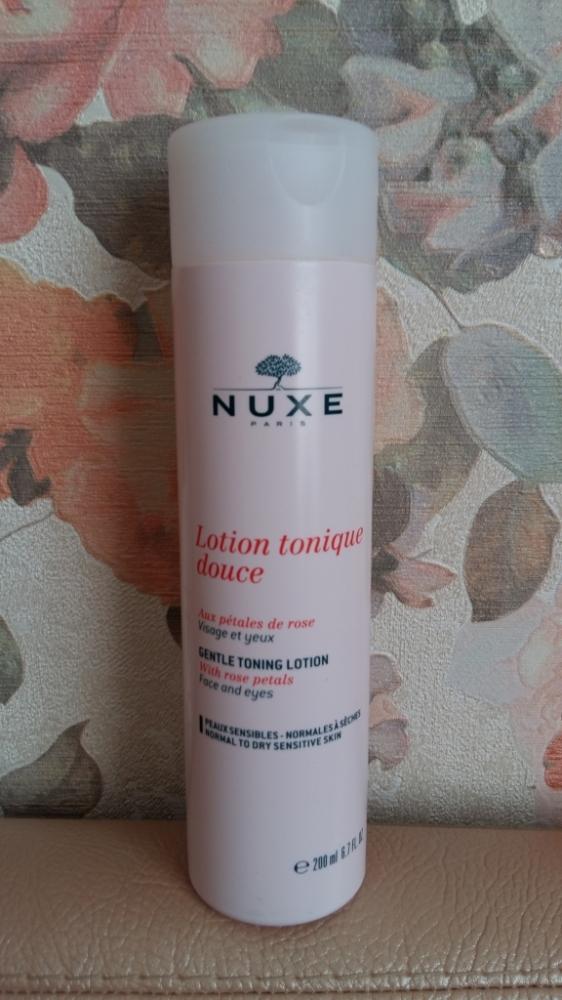 NUXE
PARIS
Lotion tonique
douce
Aux pétales de rose
Visage et yeux
GENTLE TONING LOTION
With rose petals
Face and eyes
PEAUX SENSIBLES - NORMALES À SÈCHES
NORMAL TO DRY SENSITIVE SKIN
℮ 200 ml 6.7 FL. OZ